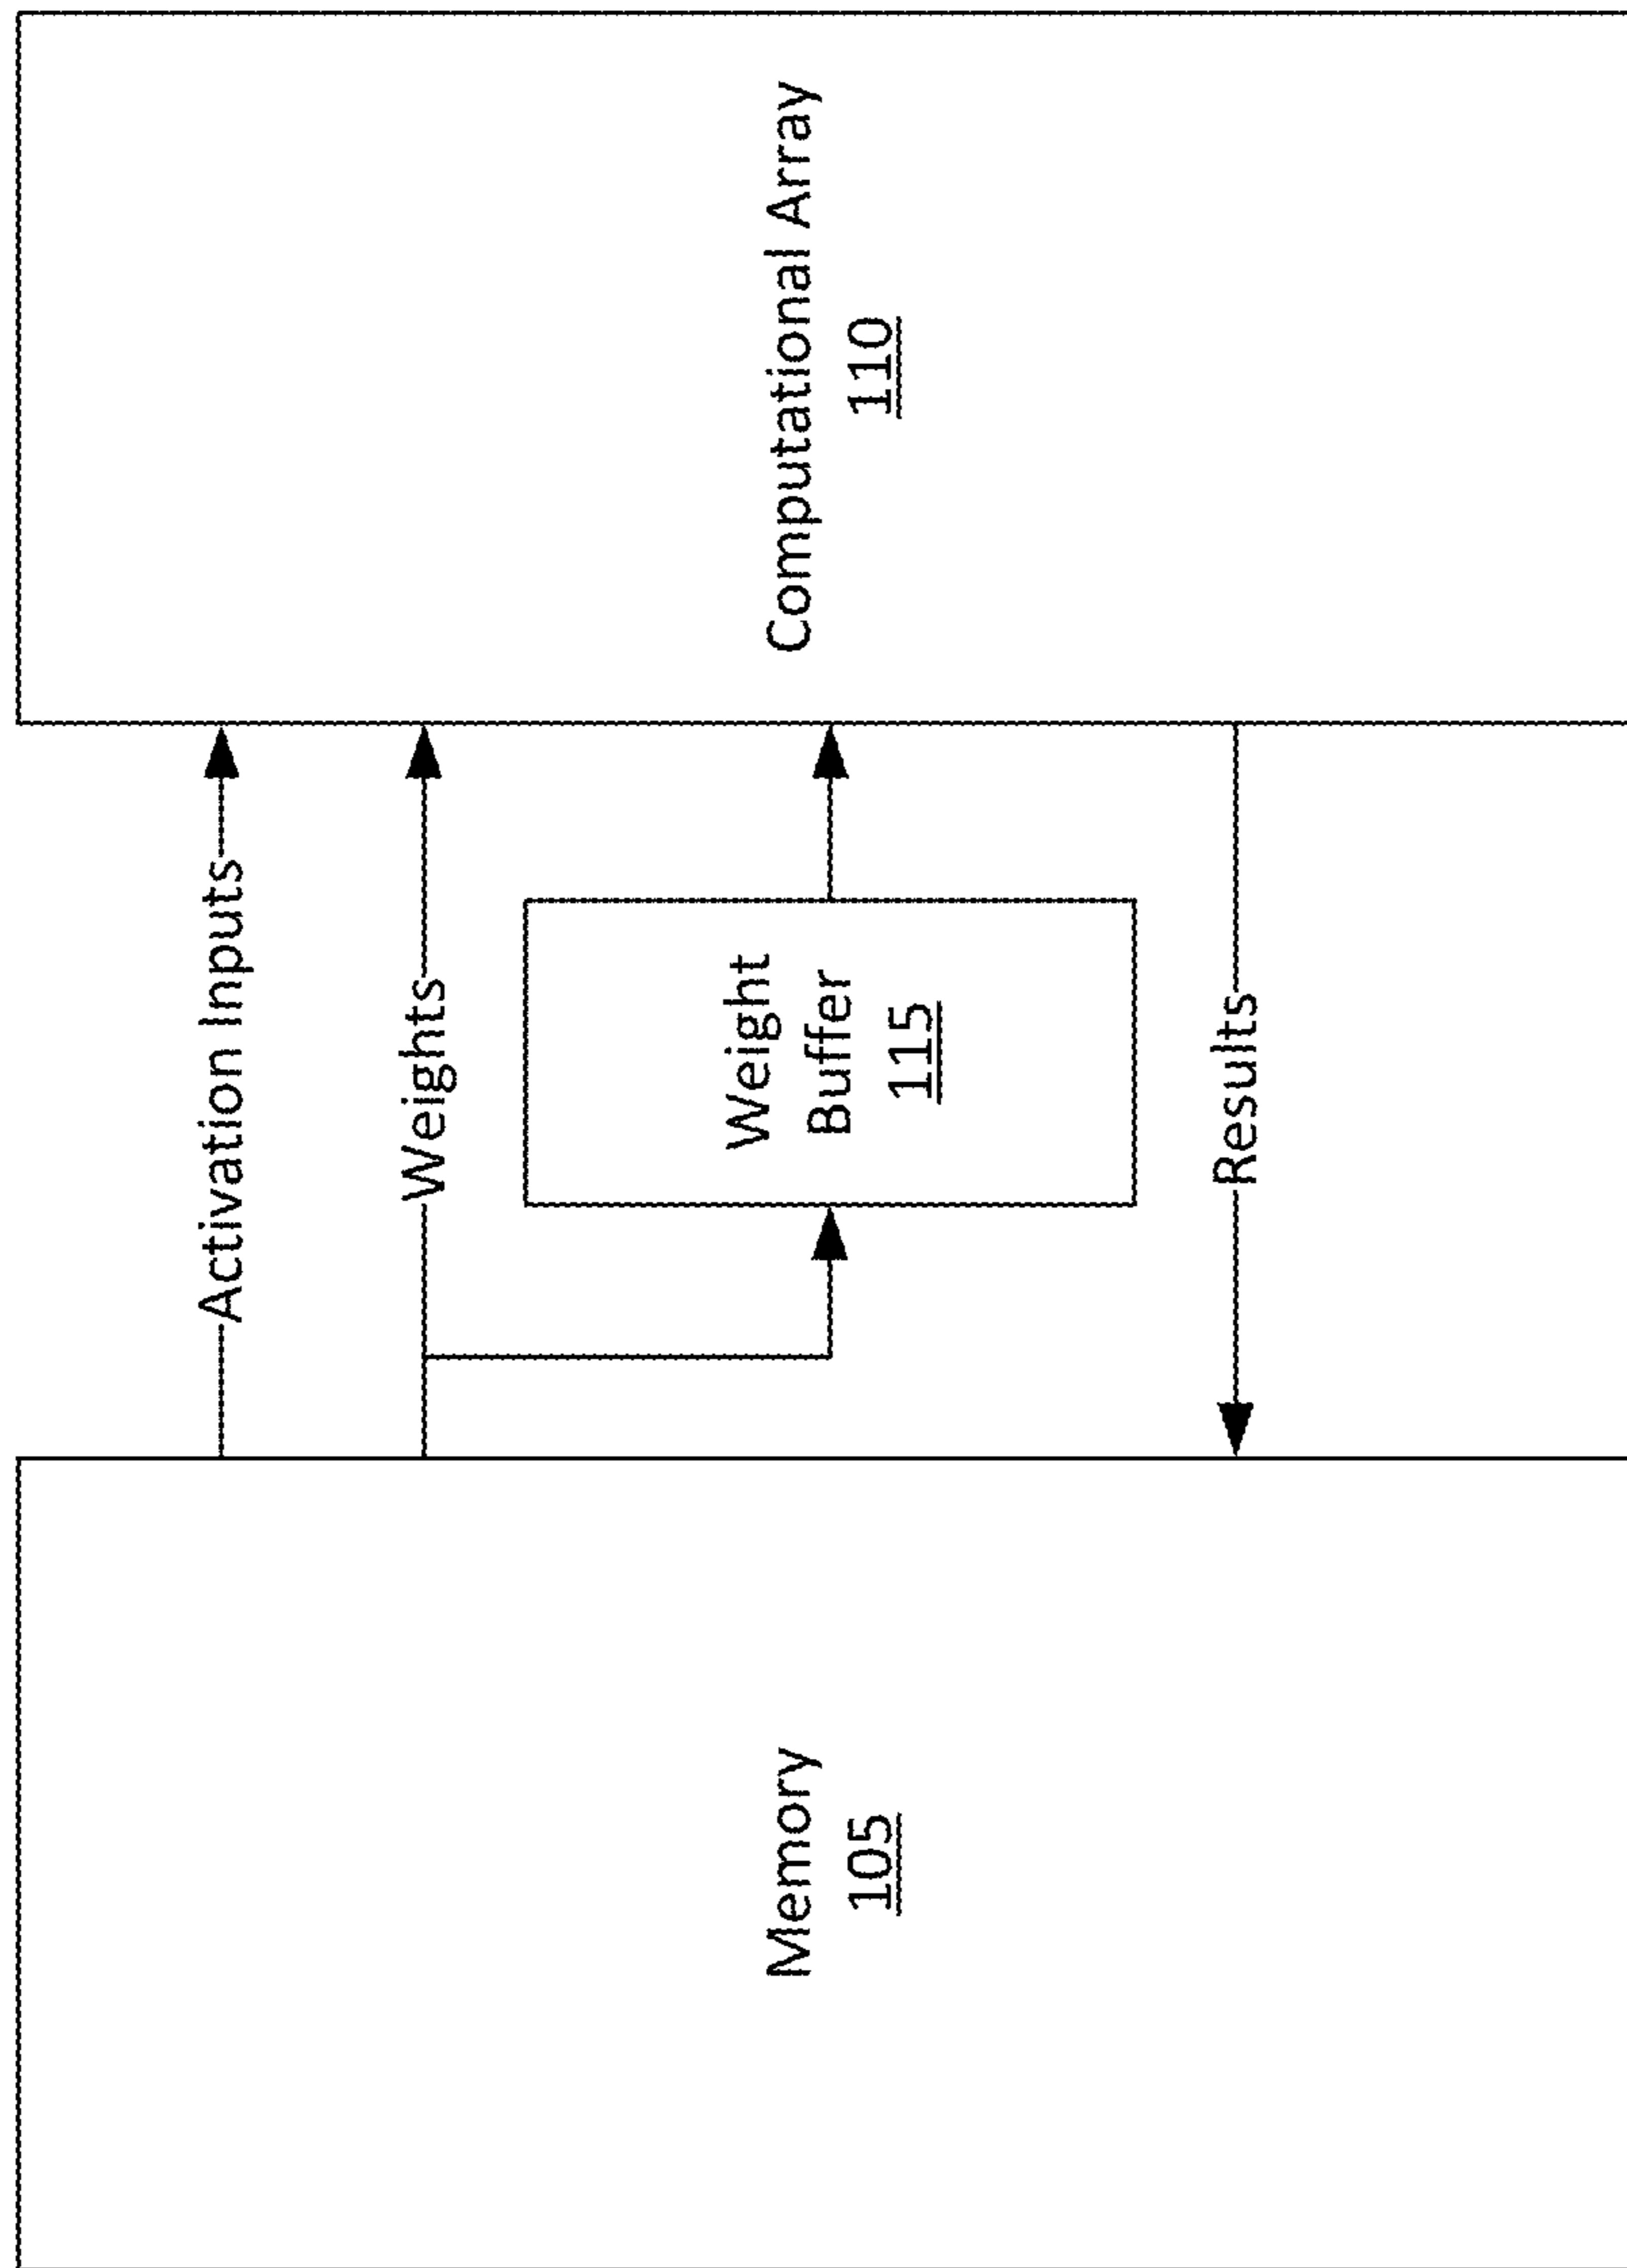 Memory
105
Activation Inputs
Weights
Weight
Buffer
115
Results
Computational Array
110